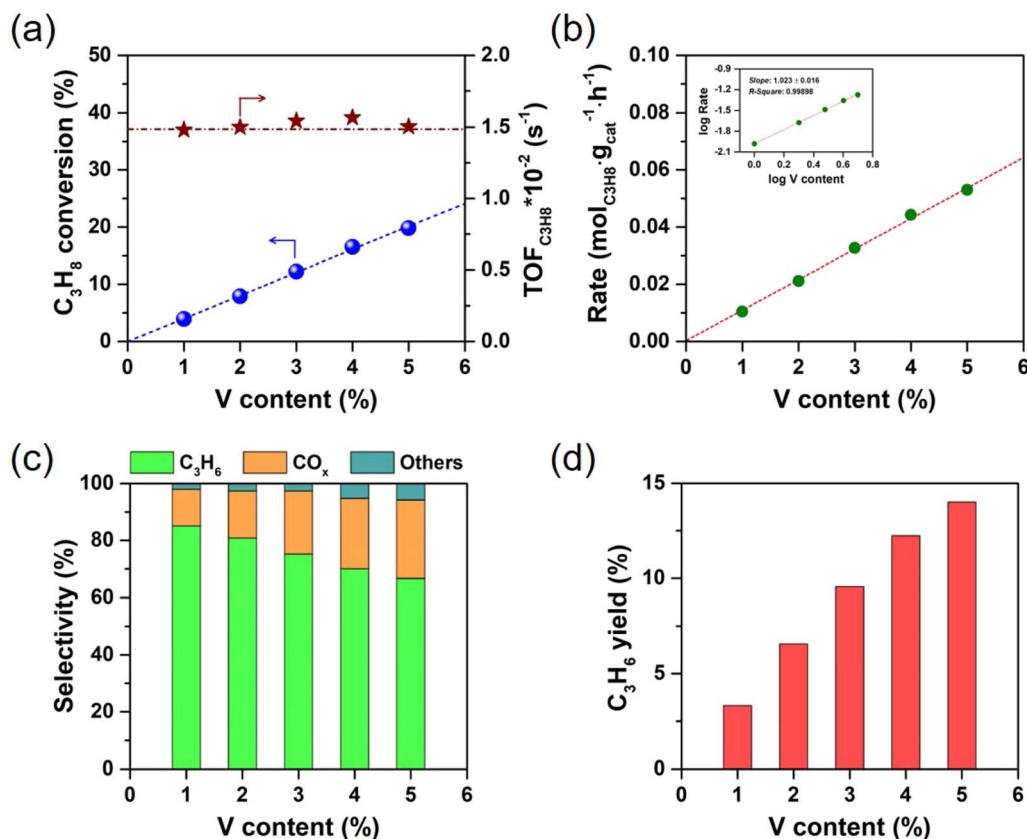 (a)
50
40
30
20
10
0
C₃H₈ conversion (%)
2.0
1.5
1.0
0.5
0.0
TOF_C3H8*10⁻² (s⁻¹)
0 1 2 3 4 5 6
V content (%)
(b)
0.10
0.08
0.06
0.04
0.02
0.00
Rate (mol_C3H8·g_cat⁻¹·h⁻¹)
-0.9
-1.2
-1.5
-1.8
-2.1
log Rate
Slope: 1.023 ± 0.016
R-Square: 0.99898
0.0 0.2 0.4 0.6 0.8
log V content
0 1 2 3 4 5 6
V content (%)
(c)
C₃H₆ COₓ Others
100
80
60
40
20
0
Selectivity (%)
0 1 2 3 4 5 6
V content (%)
(d)
15
10
5
0
C₃H₆ yield (%)
0 1 2 3 4 5 6
V content (%)